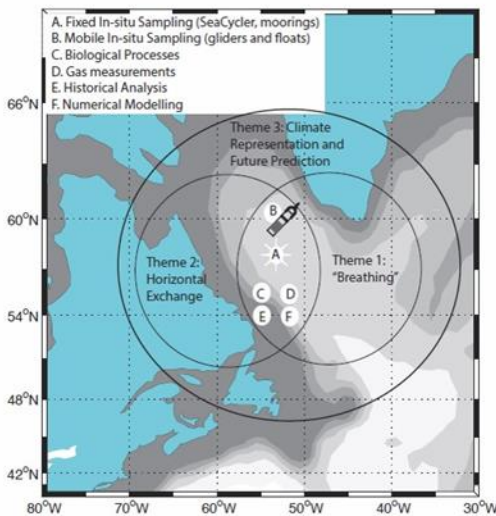 A. Fixed In-situ Sampling (SeaCycler, moorings)
B. Mobile In-situ Sampling (gliders and floats)
C. Biological Processes
D. Gas measurements
E. Historical Analysis
F. Numerical Modelling
66°N
Theme 3: Climate
Representation and
Future Prediction
60°N
B
A
Theme 2:
Horizontal
Exchange
Theme 1:
"Breathing"
C D
54°N
E F
48°N
42°N
80°W 70°W 60°W 50°W 40°W 30°W